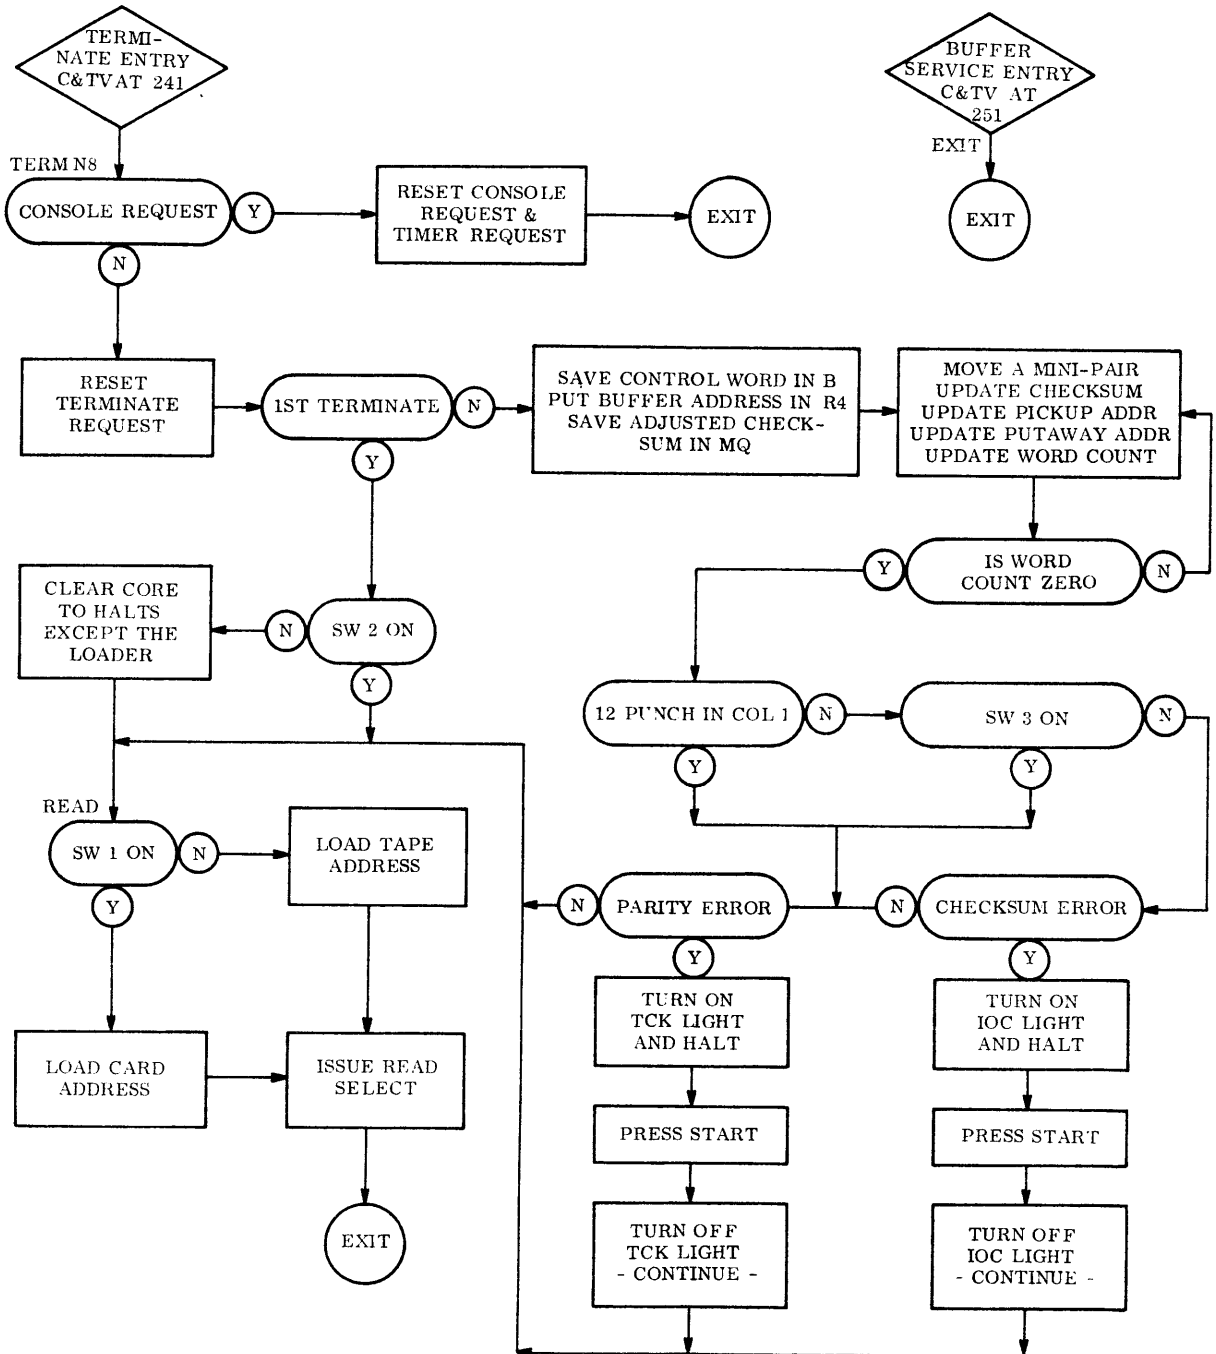 TERMI-
NATE ENTRY
C&TV AT 241
BUFFER
SERVICE ENTRY
C&TV AT
251
EXIT
TERM N8
CONSOLE REQUEST
Y
RESET CONSOLE
REQUEST &
TIMER REQUEST
EXIT
EXIT
N
RESET
TERMINATE
REQUEST
1ST TERMINATE
N
SAVE CONTROL WORD IN B
PUT BUFFER ADDRESS IN R4
SAVE ADJUSTED CHECK-
SUM IN MQ
MOVE A MINI-PAIR
UPDATE CHECKSUM
UPDATE PICKUP ADDR
UPDATE PUTAWAY ADDR
UPDATE WORD COUNT
Y
Y
IS WORD
COUNT ZERO
N
CLEAR CORE
TO HALTS
EXCEPT THE
LOADER
N
SW 2 ON
Y
12 PUNCH IN COL 1
N
SW 3 ON
N
Y
Y
READ
SW 1 ON
N
LOAD TAPE
ADDRESS
Y
N
PARITY ERROR
N
CHECKSUM ERROR
Y
Y
TURN ON
TCK LIGHT
AND HALT
TURN ON
IOC LIGHT
AND HALT
LOAD CARD
ADDRESS
ISSUE READ
SELECT
PRESS START
PRESS START
EXIT
TURN OFF
TCK LIGHT
- CONTINUE -
TURN OFF
IOC LIGHT
- CONTINUE -